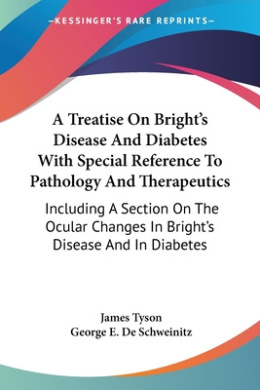 KESSINGER'S RARE REPRINTS
A Treatise On Bright's
Disease And Diabetes
With Special Reference To
Pathology And Therapeutics
Including A Section On The
Ocular Changes In Bright's
Disease And In Diabetes
James Tyson
George E. De Schweinitz